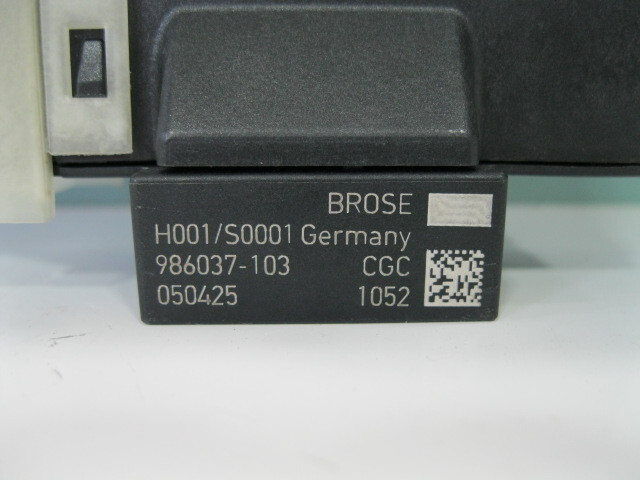 BROSE
H001/S0001 Germany
986037-103 CGC
050425 1052